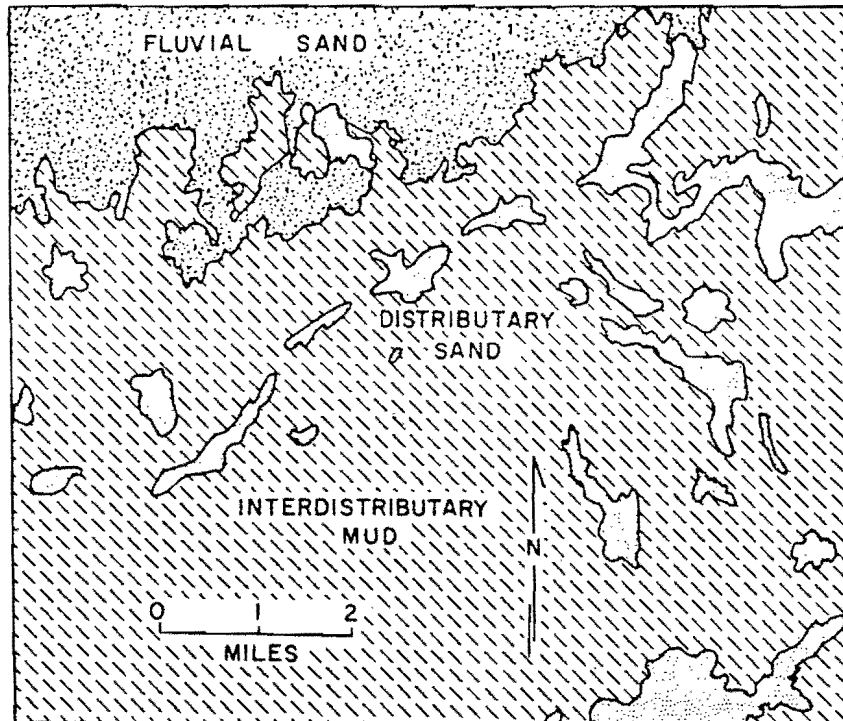 FLUVIAL SAND
DISTRIBUTARY
SAND
INTERDISTRIBUTARY
MUD
N
0 1 2
MILES